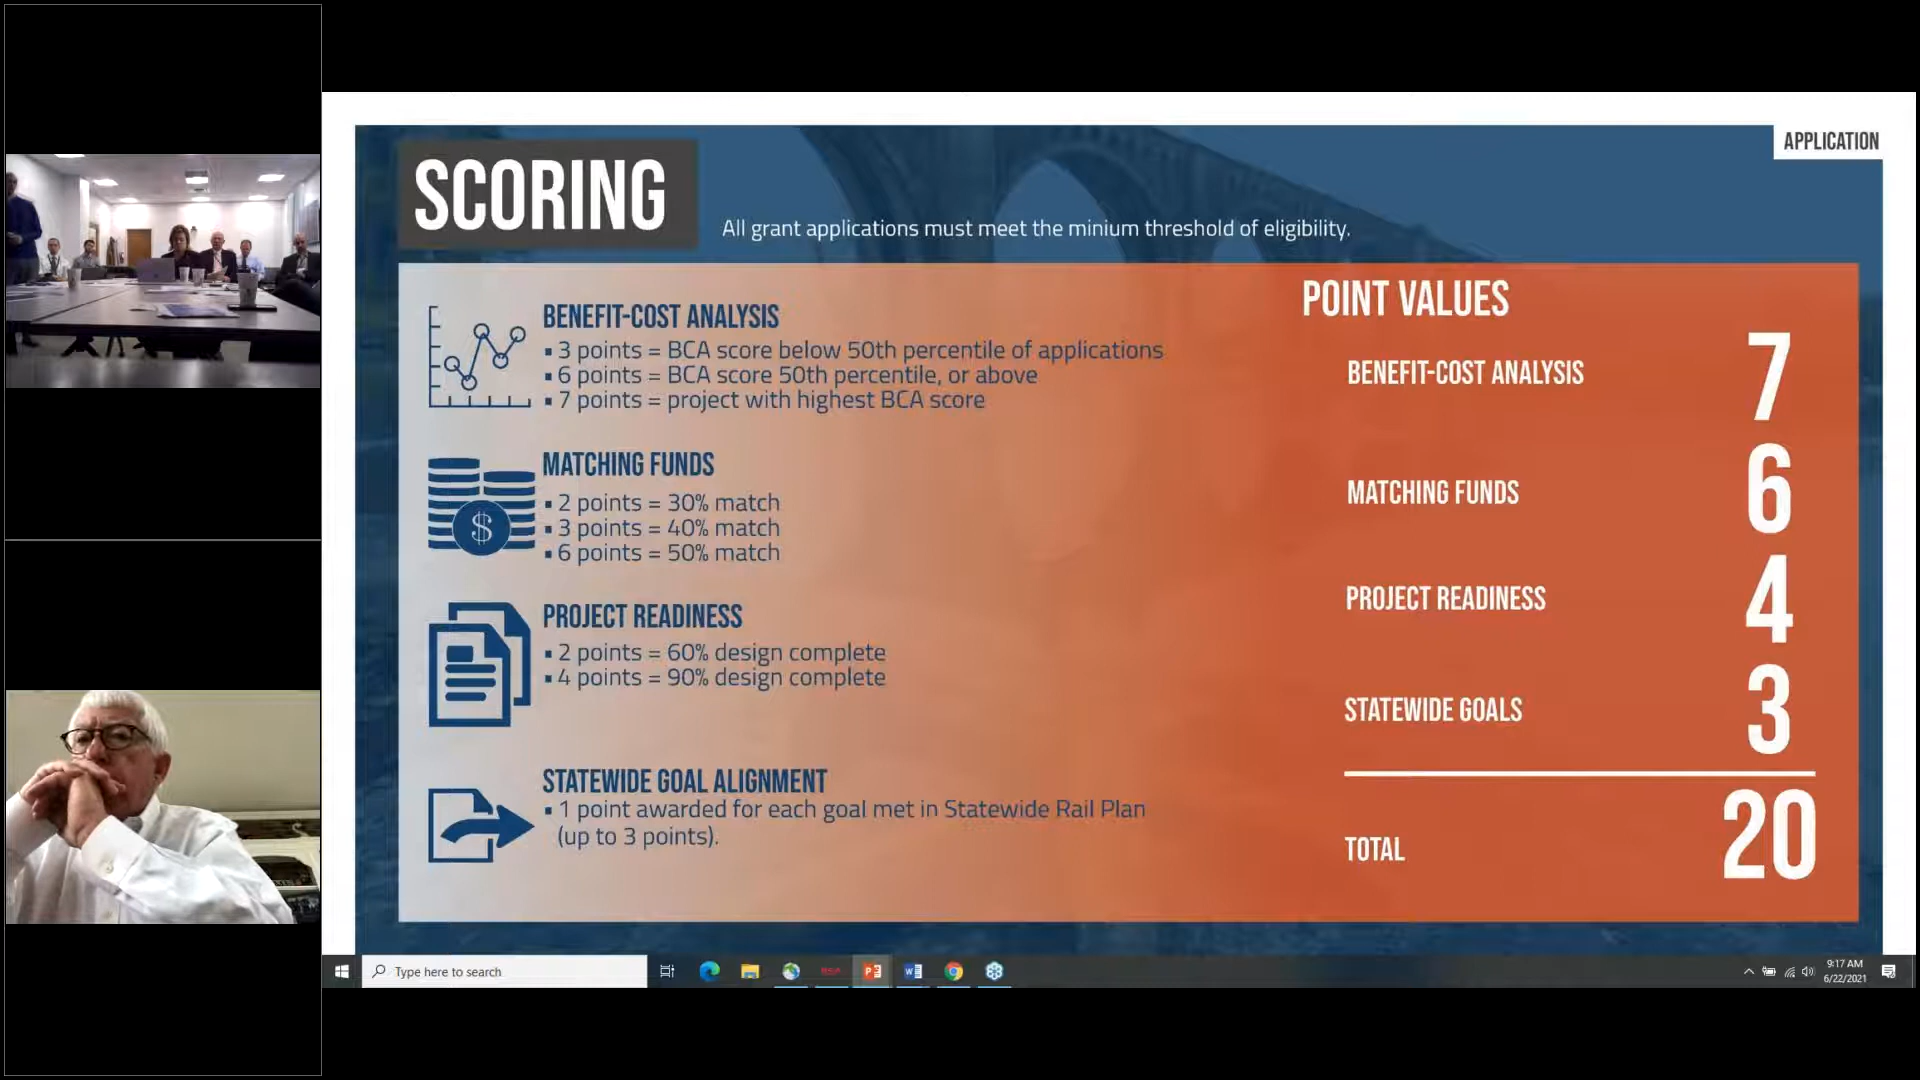 APPLICATION
SCORING
All grant applications must meet the minium threshold of eligibility.
BENEFIT-COST ANALYSIS
▪ 3 points = BCA score below 50th percentile of applications
▪ 6 points = BCA score 50th percentile, or above
▪ 7 points = project with highest BCA score
MATCHING FUNDS
▪ 2 points = 30% match
▪ 3 points = 40% match
▪ 6 points = 50% match
$
PROJECT READINESS
▪ 2 points = 60% design complete
▪ 4 points = 90% design complete
STATEWIDE GOAL ALIGNMENT
▪ 1 point awarded for each goal met in Statewide Rail Plan
(up to 3 points).
POINT VALUES
BENEFIT-COST ANALYSIS 7
MATCHING FUNDS 6
PROJECT READINESS 4
STATEWIDE GOALS 3
TOTAL 20
Type here to search
9:17 AM
6/22/2021